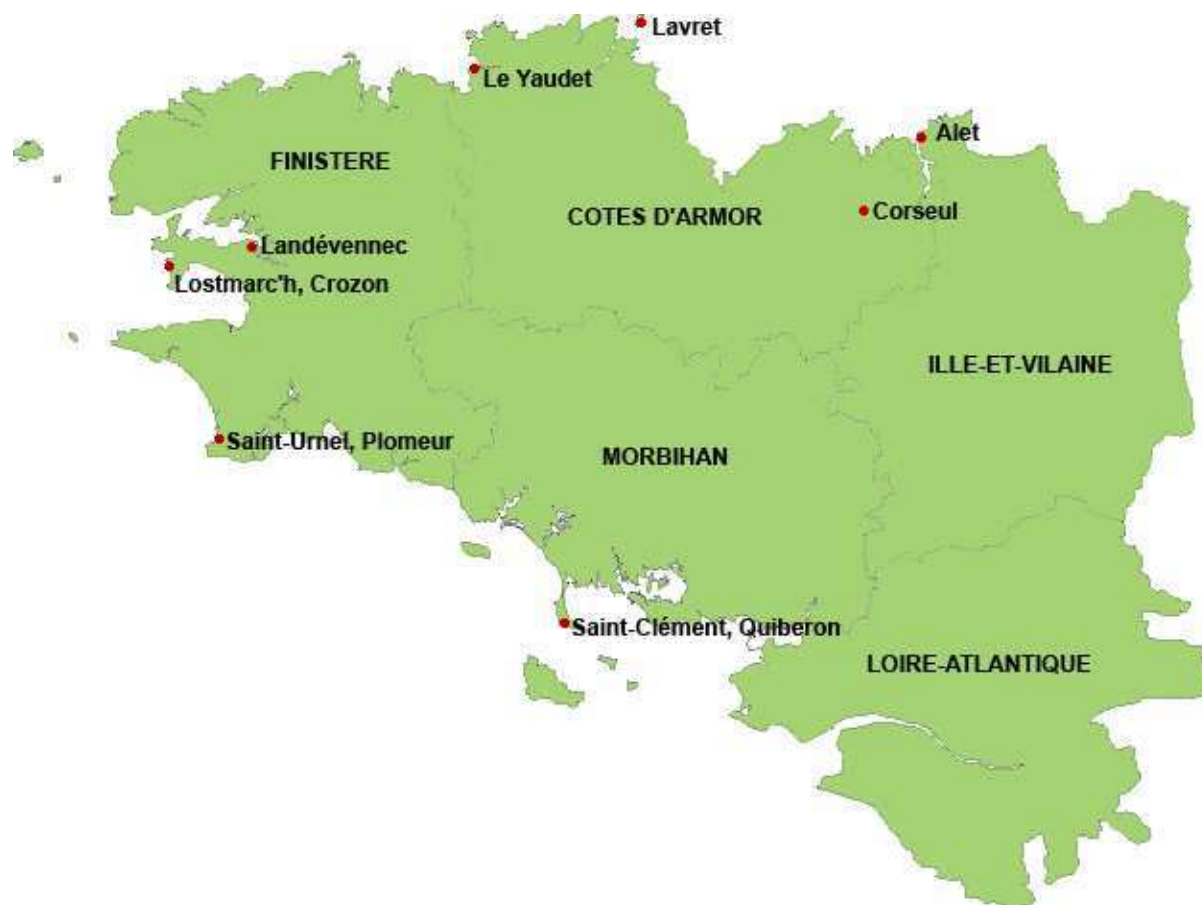 Lavret
Le Yaudet
Alet
FINISTERE
COTES D'ARMOR
Corseul
Landévennec
Lostmarc'h, Crozon
ILLE-ET-VILAINE
Saint-Urnel, Plomeur
MORBIHAN
Saint-Clément, Quiberon
LOIRE-ATLANTIQUE